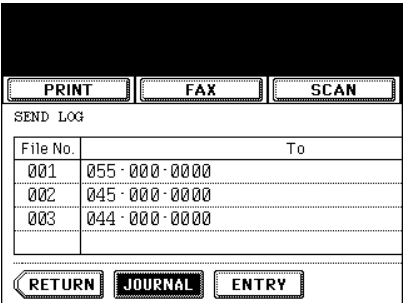 PRINT FAX SCAN
SEND LOG
File No. To
001 055-000-0000
002 045-000-0000
003 044-000-0000
RETURN JOURNAL ENTRY